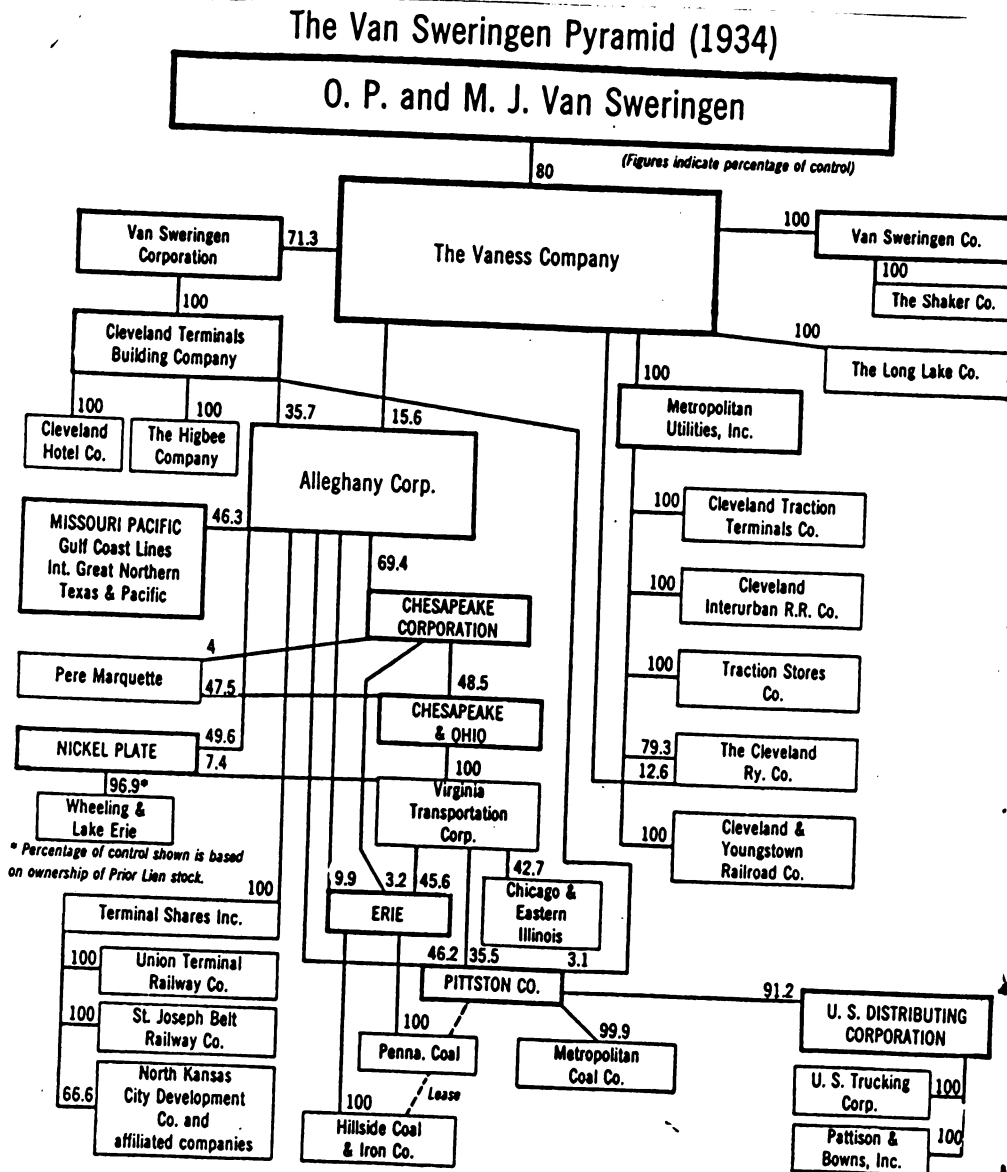 The Van Sweringen Pyramid (1934)
O. P. and M. J. Van Sweringen
(Figures indicate percentage of control)
80
Van Sweringen
Corporation
71.3
The Vaness Company
100
Van Sweringen Co.
100
The Shaker Co.
100
Cleveland Terminals
Building Company
100
The Long Lake Co.
100
Cleveland
Hotel Co.
100
The Higbee
Company
35.7
15.6
100
Metropolitan
Utilities, Inc.
Alleghany Corp.
MISSOURI PACIFIC
Gulf Coast Lines
Int. Great Northern
Texas & Pacific
46.3
100
Cleveland Traction
Terminals Co.
69.4
CHESAPEAKE
CORPORATION
100
Cleveland
Interurban R.R. Co.
4
Pere Marquette
47.5
48.5
100
Traction Stores
Co.
CHESAPEAKE
& OHIO
NICKEL PLATE
49.6
7.4
79.3
12.6
The Cleveland
Ry. Co.
96.9*
Wheeling &
Lake Erie
100
Virginia
Transportation
Corp.
100
Cleveland &
Youngstown
Railroad Co.
* Percentage of control shown is based
on ownership of Prior Lien stock.
100
Terminal Shares Inc.
9.9
3.2
45.6
ERIE
42.7
Chicago &
Eastern
Illinois
100
Union Terminal
Railway Co.
46.2
35.5
3.1
PITTSTON CO.
91.2
U. S. DISTRIBUTING
CORPORATION
100
St. Joseph Belt
Railway Co.
100
Penna. Coal
99.9
Metropolitan
Coal Co.
66.6
North Kansas
City Development
Co. and
affiliated companies
Lease
100
Hillside Coal
& Iron Co.
U. S. Trucking
Corp.
100
Pattison &
Bowns, Inc.
100